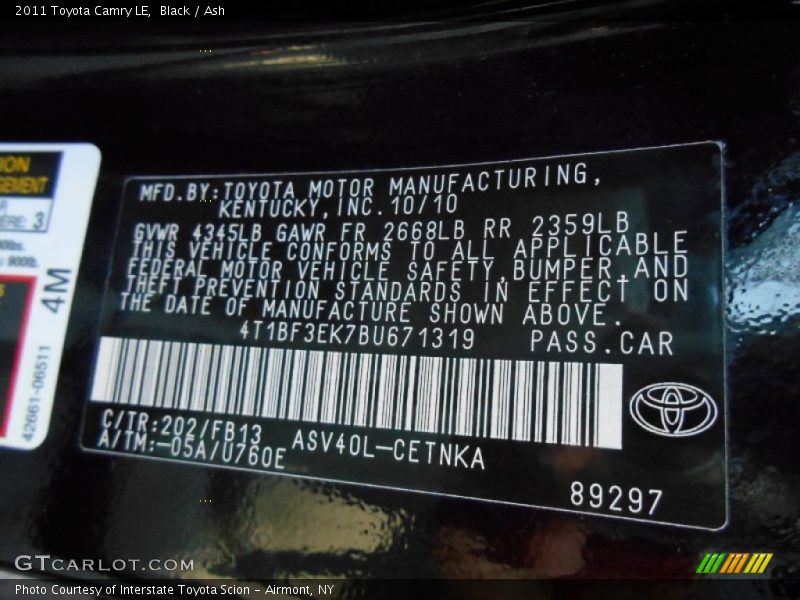 2011 Toyota Camry LE, Black / Ash
ION
GEMENT
3
4M
42661-06511
MFD.BY:TOYOTA MOTOR MANUFACTURING,
KENTUCKY,INC.10/10
GVWR 4345LB GAWR FR 2668LB RR 2359LB
THIS VEHICLE CONFORMS TO ALL APPLICABLE
FEDERAL MOTOR VEHICLE SAFETY,BUMPER,AND
THEFT PREVENTION STANDARDS IN EFFECT ON
THE DATE OF MANUFACTURE SHOWN ABOVE.
4T1BF3EK7BU671319 PASS.CAR
C/TR:202/FB13
A/TM:-05A/U760E
ASV40L-CETNKA
89297
GTCARLOT.COM
Photo Courtesy of Interstate Toyota Scion - Airmont, NY